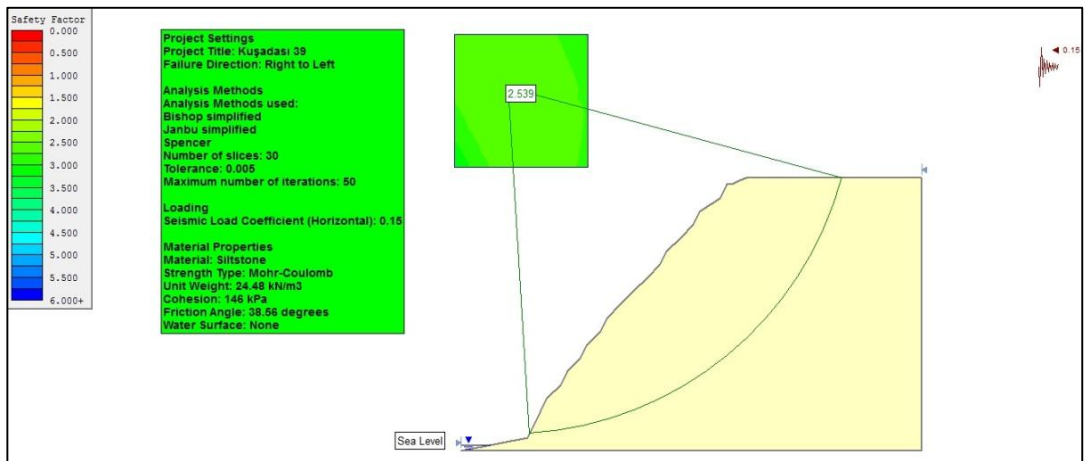 Safety Factor
0.000
0.500
1.000
1.500
2.000
2.500
3.000
3.500
4.000
4.500
5.000
5.500
6.000+
Project Settings
Project Title: Kuşadası 39
Failure Direction: Right to Left
Analysis Methods
Analysis Methods used:
Bishop simplified
Janbu simplified
Spencer
Number of slices: 30
Tolerance: 0.005
Maximum number of iterations: 50
Loading
Seismic Load Coefficient (Horizontal): 0.15
Material Properties
Material: Siltstone
Strength Type: Mohr-Coulomb
Unit Weight: 24.48 kN/m3
Cohesion: 146 kPa
Friction Angle: 38.56 degrees
Water Surface: None
2.539
0.15
Sea Level